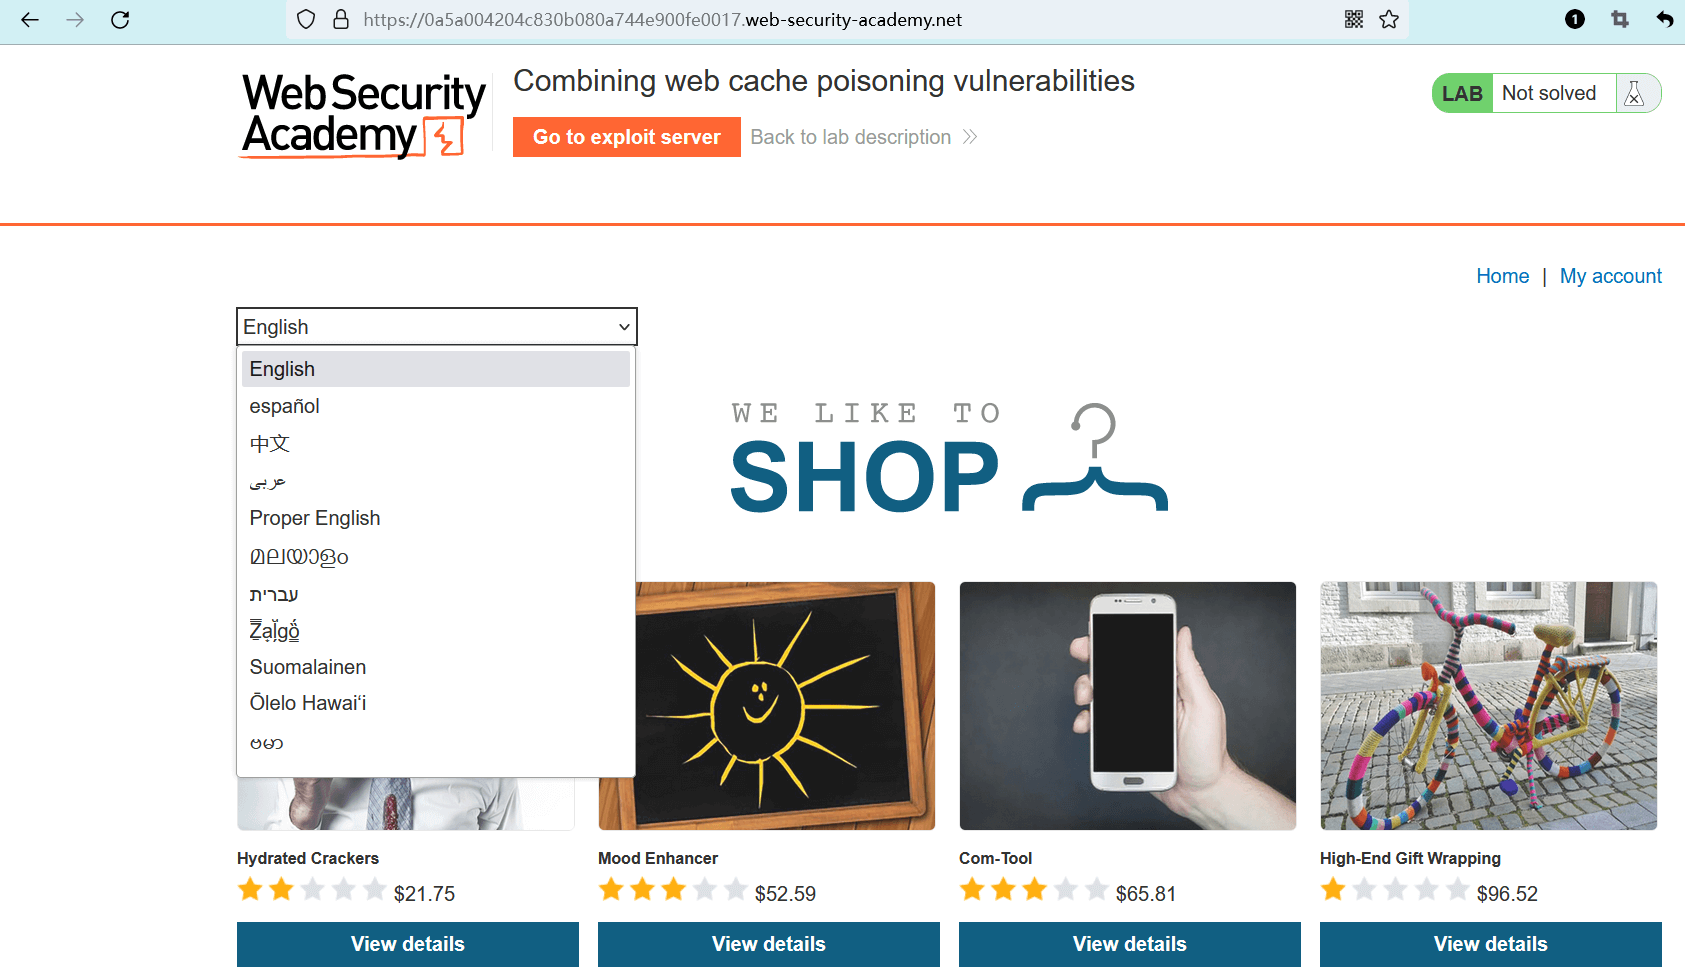 https://0a5a004204c830b080a744e900fe0017.web-security-academy.net
1
Web Security
Academy
Combining web cache poisoning vulnerabilities
Go to exploit server
Back to lab description
LAB
Not solved
Home | My account
English
English
español
中文
عربى
Proper English
മലയാളം
עברית
Suomalainen
Ōlelo Hawaiʻi
ဗမာ
WE LIKE TO
SHOP
Hydrated Crackers
$21.75
View details
Mood Enhancer
$52.59
View details
Com-Tool
$65.81
View details
High-End Gift Wrapping
$96.52
View details